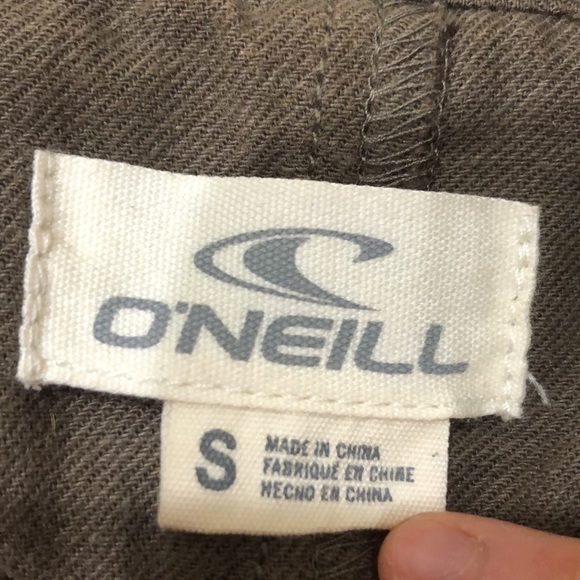 O'NEILL
S
MADE IN CHINA
FABRIQUÉ EN CHINE
HECHO EN CHINA